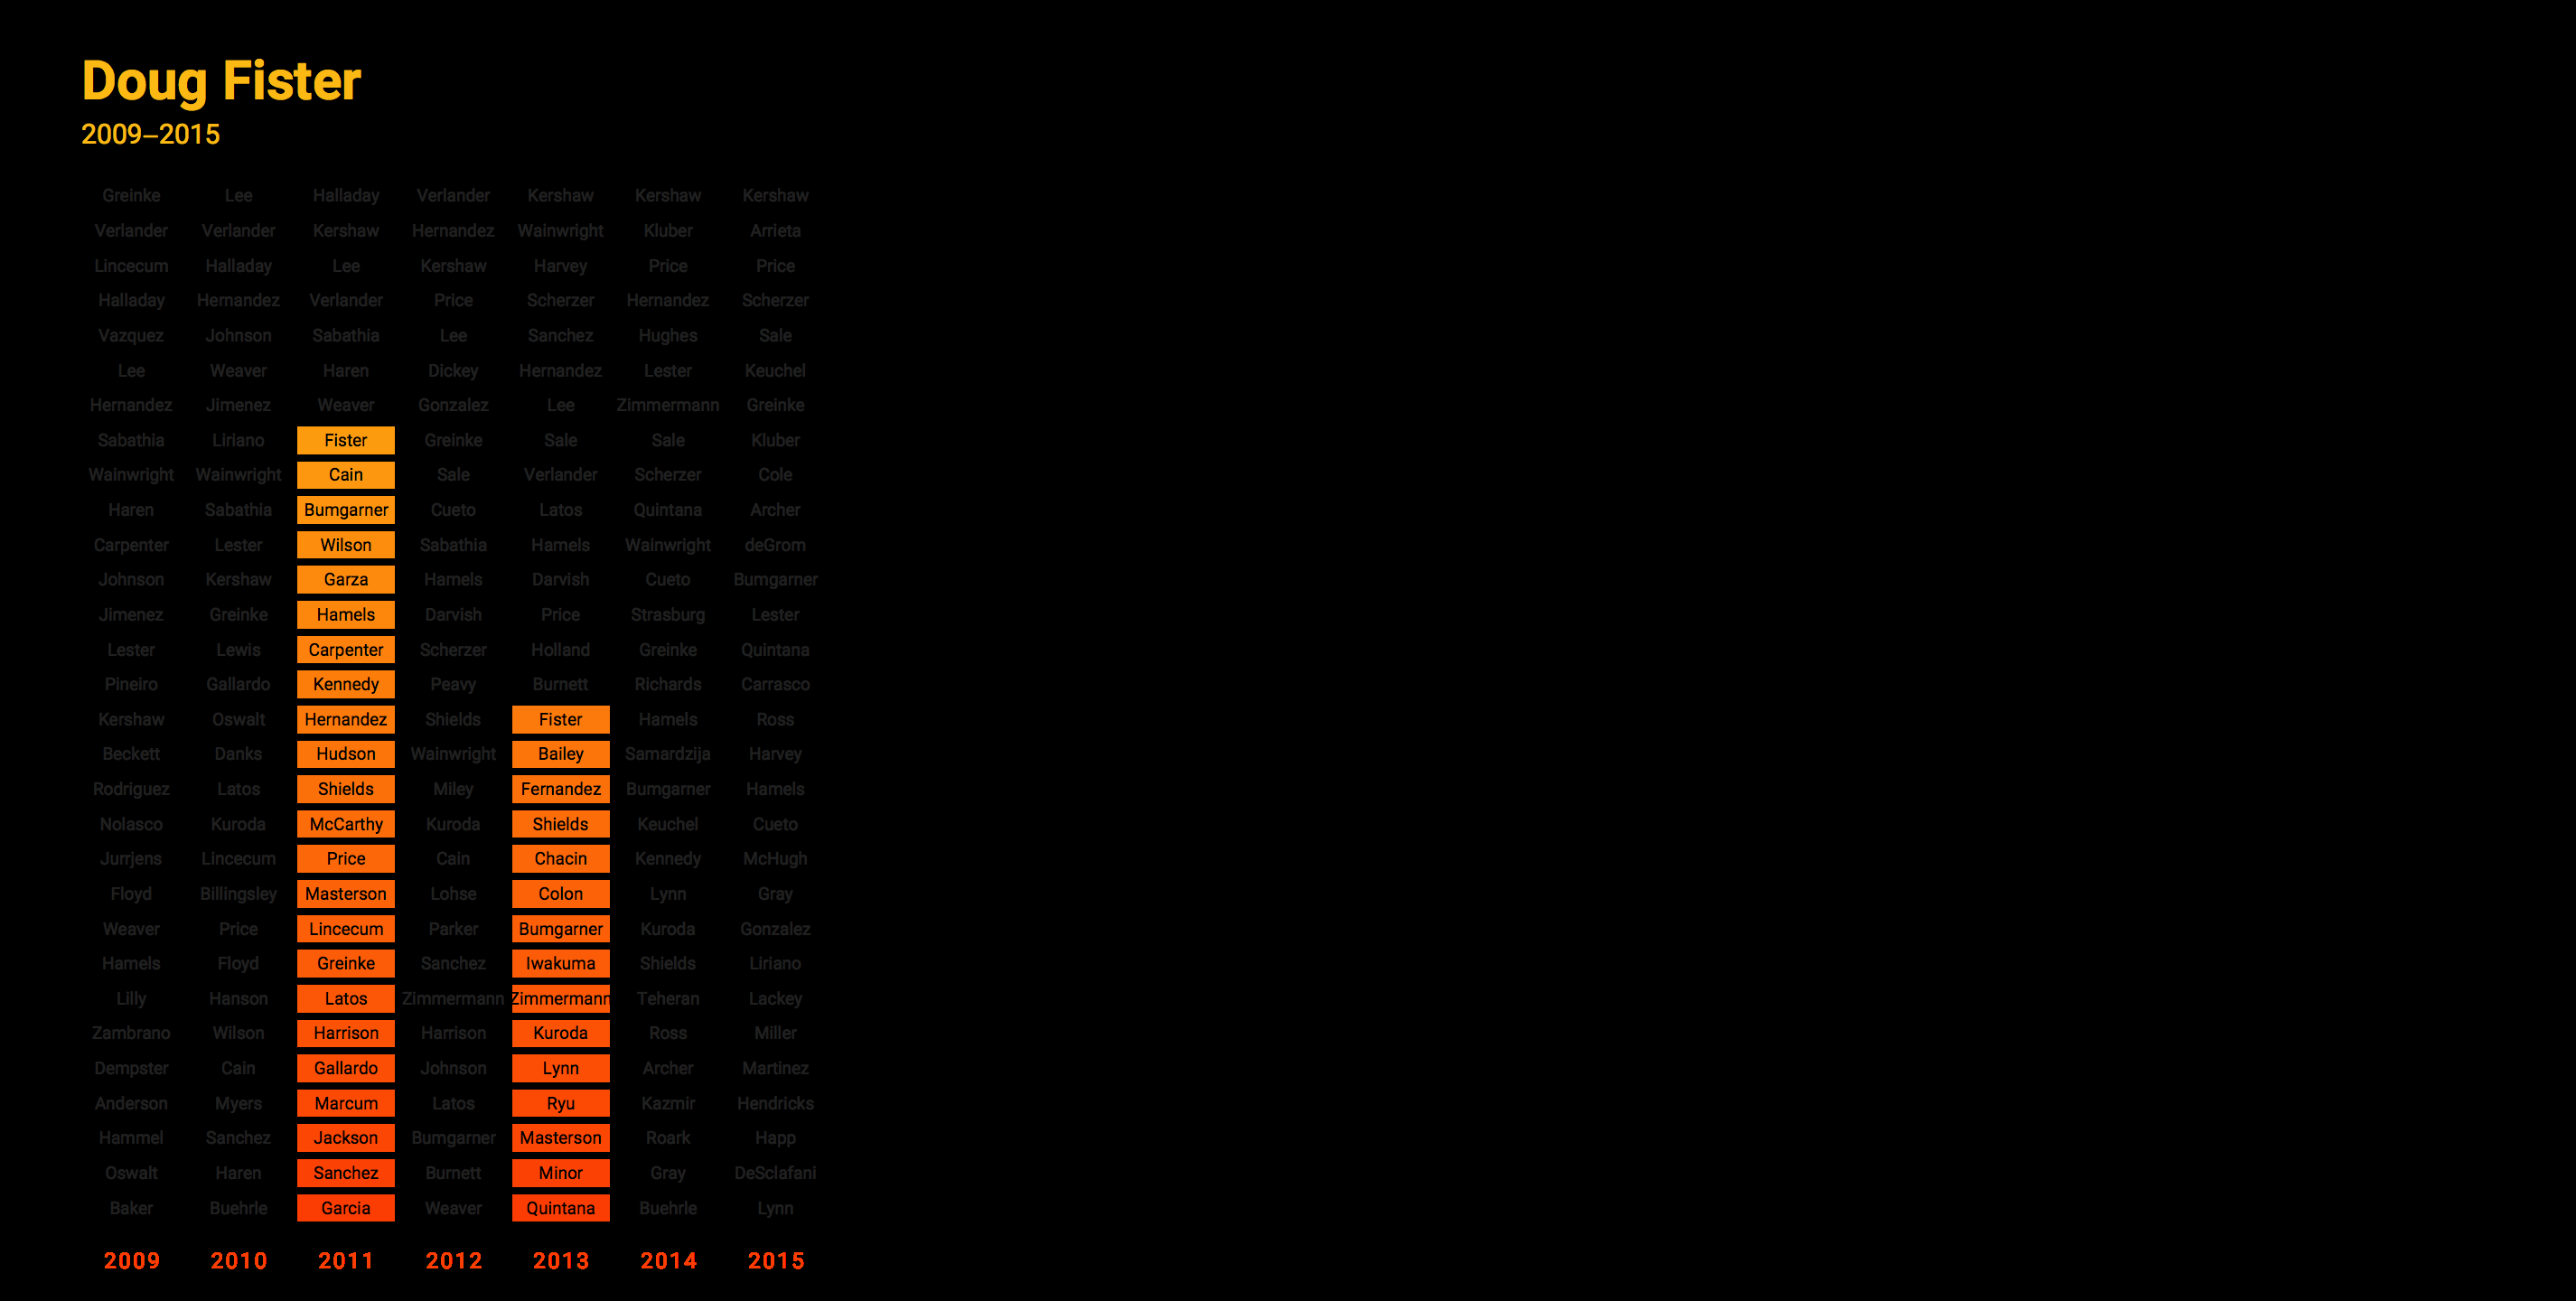 Doug Fister
2009–2015
Greinke Lee Halladay Verlander Kershaw Kershaw Kershaw
Verlander Verlander Kershaw Hernandez Wainwright Kluber Arrieta
Lincecum Halladay Lee Kershaw Harvey Price Price
Halladay Hernandez Verlander Price Scherzer Hernandez Scherzer
Vazquez Johnson Sabathia Lee Sanchez Hughes Sale
Lee Weaver Haren Dickey Hernandez Lester Keuchel
Hernandez Jimenez Weaver Gonzalez Lee Zimmermann Greinke
Sabathia Liriano Fister Greinke Sale Sale Kluber
Wainwright Wainwright Cain Sale Verlander Scherzer Cole
Haren Sabathia Bumgarner Cueto Latos Quintana Archer
Carpenter Lester Wilson Sabathia Hamels Wainwright deGrom
Johnson Kershaw Garza Hamels Darvish Cueto Bumgarner
Jimenez Greinke Hamels Darvish Price Strasburg Lester
Lester Lewis Carpenter Scherzer Holland Greinke Quintana
Pineiro Gallardo Kennedy Peavy Burnett Richards Carrasco
Kershaw Oswalt Hernandez Shields Fister Hamels Ross
Beckett Danks Hudson Wainwright Bailey Samardzija Harvey
Rodriguez Latos Shields Miley Fernandez Bumgarner Hamels
Nolasco Kuroda McCarthy Kuroda Shields Keuchel Cueto
Jurrjens Lincecum Price Cain Chacin Kennedy McHugh
Floyd Billingsley Masterson Lohse Colon Lynn Gray
Weaver Price Lincecum Parker Bumgarner Kuroda Gonzalez
Hamels Floyd Greinke Sanchez Iwakuma Shields Liriano
Lilly Hanson Latos Zimmermann Zimmermann Teheran Lackey
Zambrano Wilson Harrison Harrison Kuroda Ross Miller
Dempster Cain Gallardo Johnson Lynn Archer Martinez
Anderson Myers Marcum Latos Ryu Kazmir Hendricks
Hammel Sanchez Jackson Bumgarner Masterson Roark Happ
Oswalt Haren Sanchez Burnett Minor Gray DeSclafani
Baker Buehrle Garcia Weaver Quintana Buehrle Lynn
2009 2010 2011 2012 2013 2014 2015